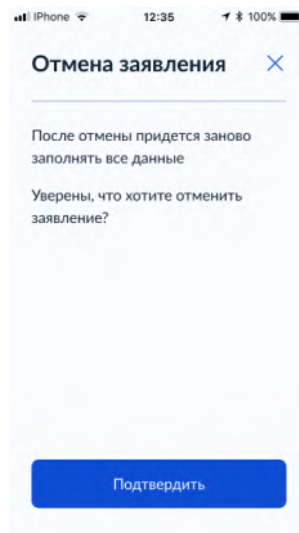 IPhone 12:35 100%
Отмена заявления
После отмены придется заново
заполнять все данные
Уверены, что хотите отменить
заявление?
Подтвердить